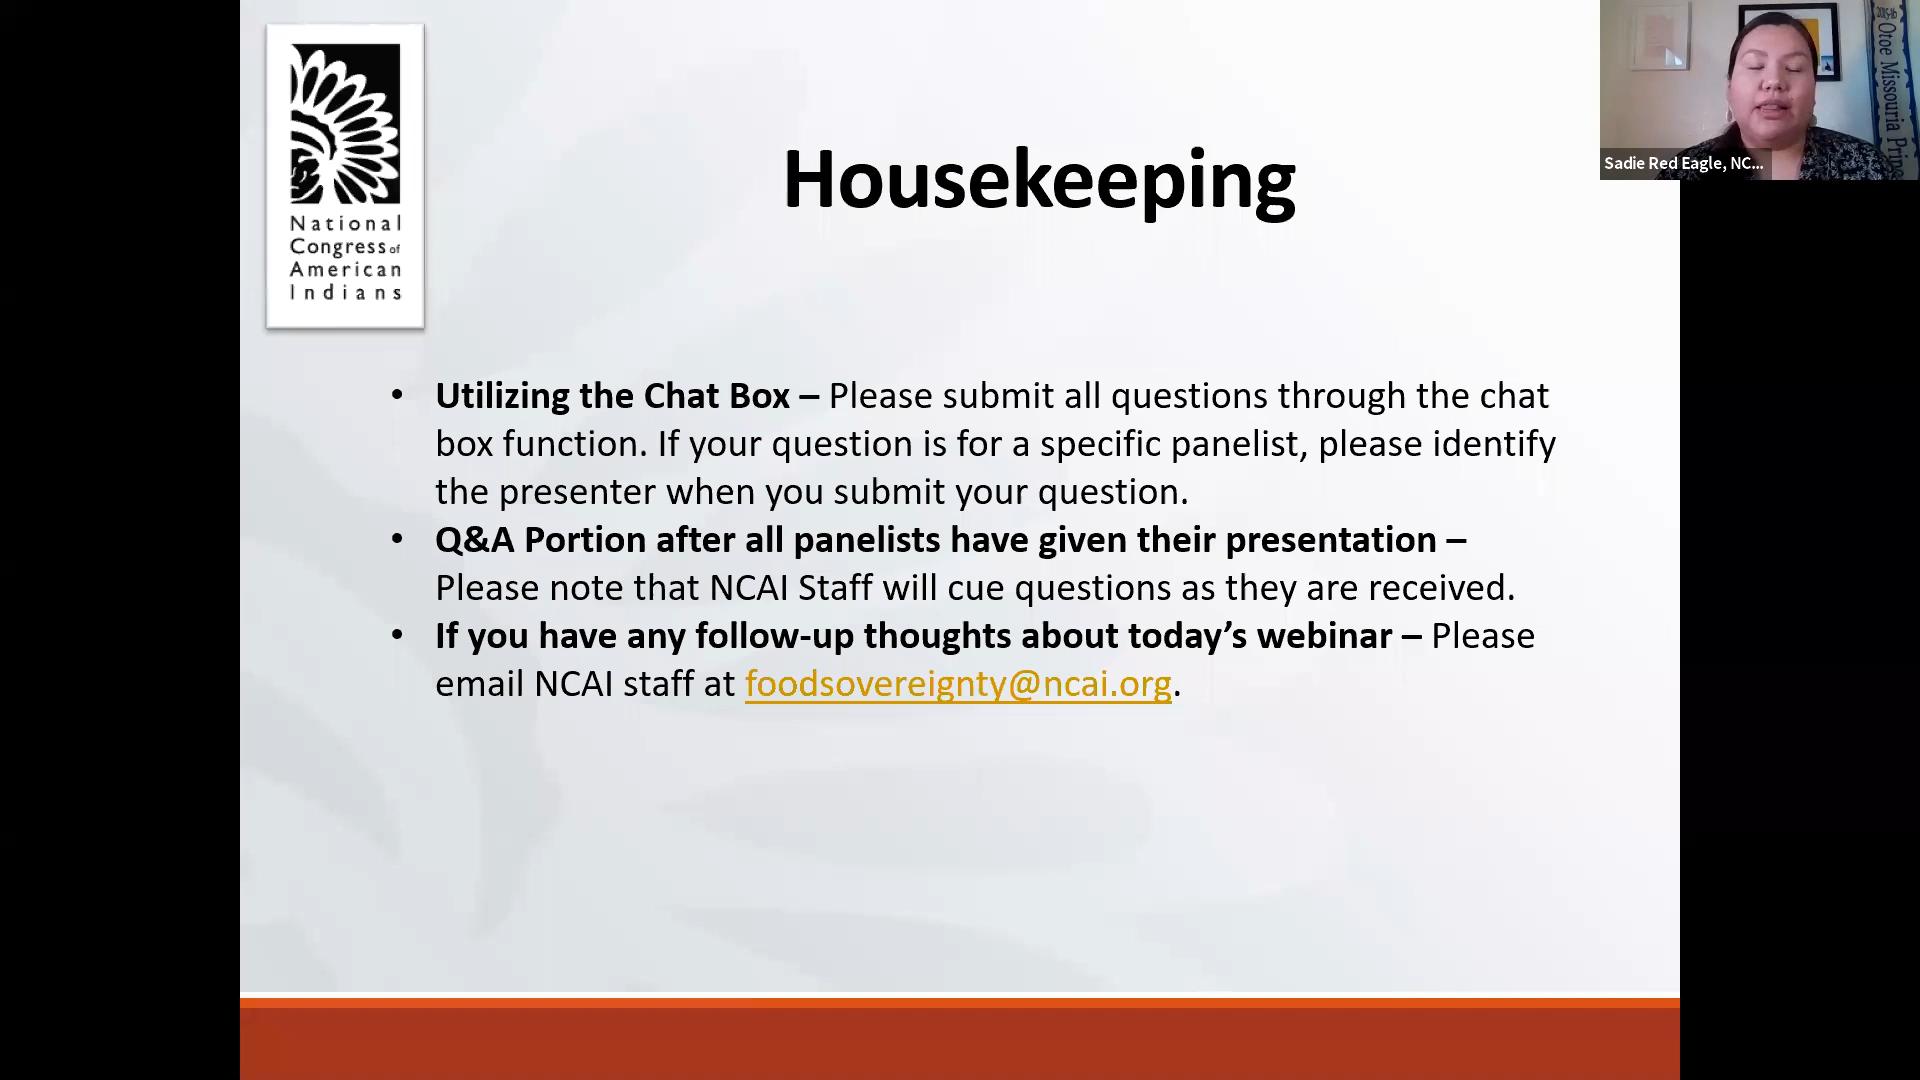 National
Congress of
American
Indians
Housekeeping
• Utilizing the Chat Box – Please submit all questions through the chat
box function. If your question is for a specific panelist, please identify
the presenter when you submit your question.
• Q&A Portion after all panelists have given their presentation –
Please note that NCAI Staff will cue questions as they are received.
• If you have any follow-up thoughts about today’s webinar – Please
email NCAI staff at foodsovereignty@ncai.org.
Sadie Red Eagle, NC...
2015-16
Otoe Missouria